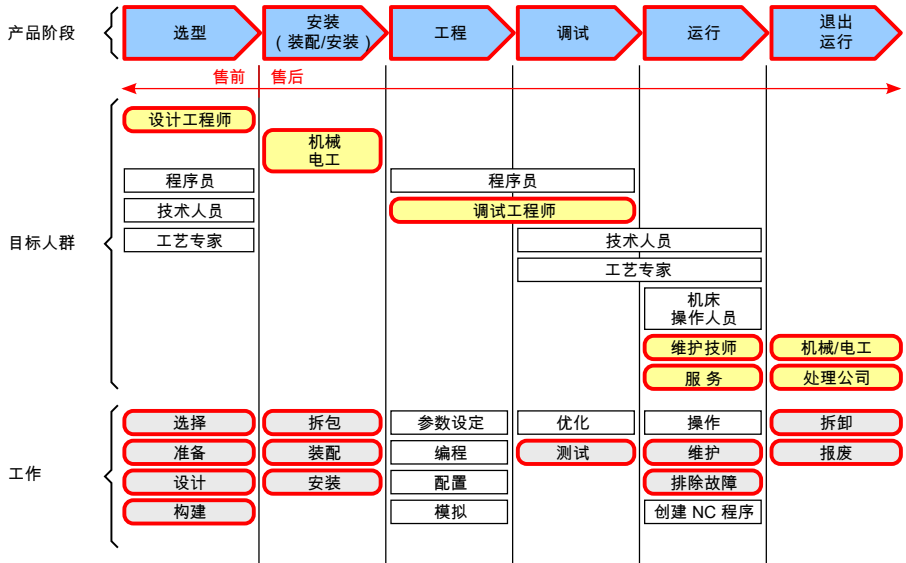 产品阶段
选型
安装
（装配/安装）
工程
调试
运行
退出
运行
售前
售后
目标人群
设计工程师
机械
电工
程序员
程序员
技术人员
调试工程师
工艺专家
技术人员
工艺专家
机床
操作人员
维护技师
机械/电工
服 务
处理公司
工作
选择
拆包
参数设定
优化
操作
拆卸
准备
装配
编程
测试
维护
报废
设计
安装
配置
排除故障
构建
模拟
创建 NC 程序